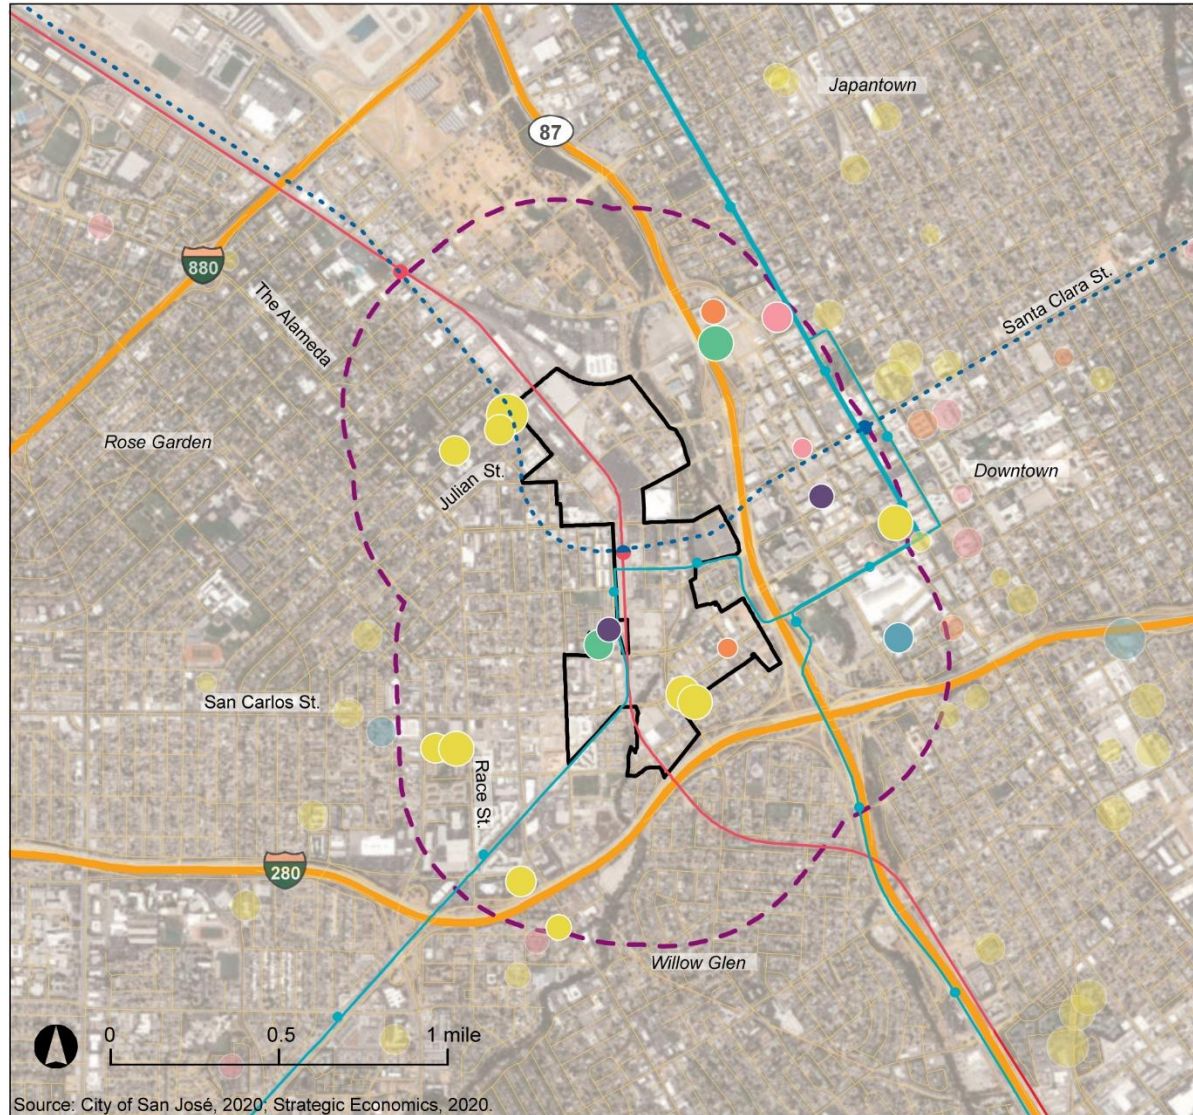 Japantown
87
Santa Clara St.
880
The Alameda
Rose Garden
Downtown
Julian St.
San Carlos St.
Race St.
280
Willow Glen
0 0.5 1 mile
Source: City of San José, 2020; Strategic Economics, 2020.